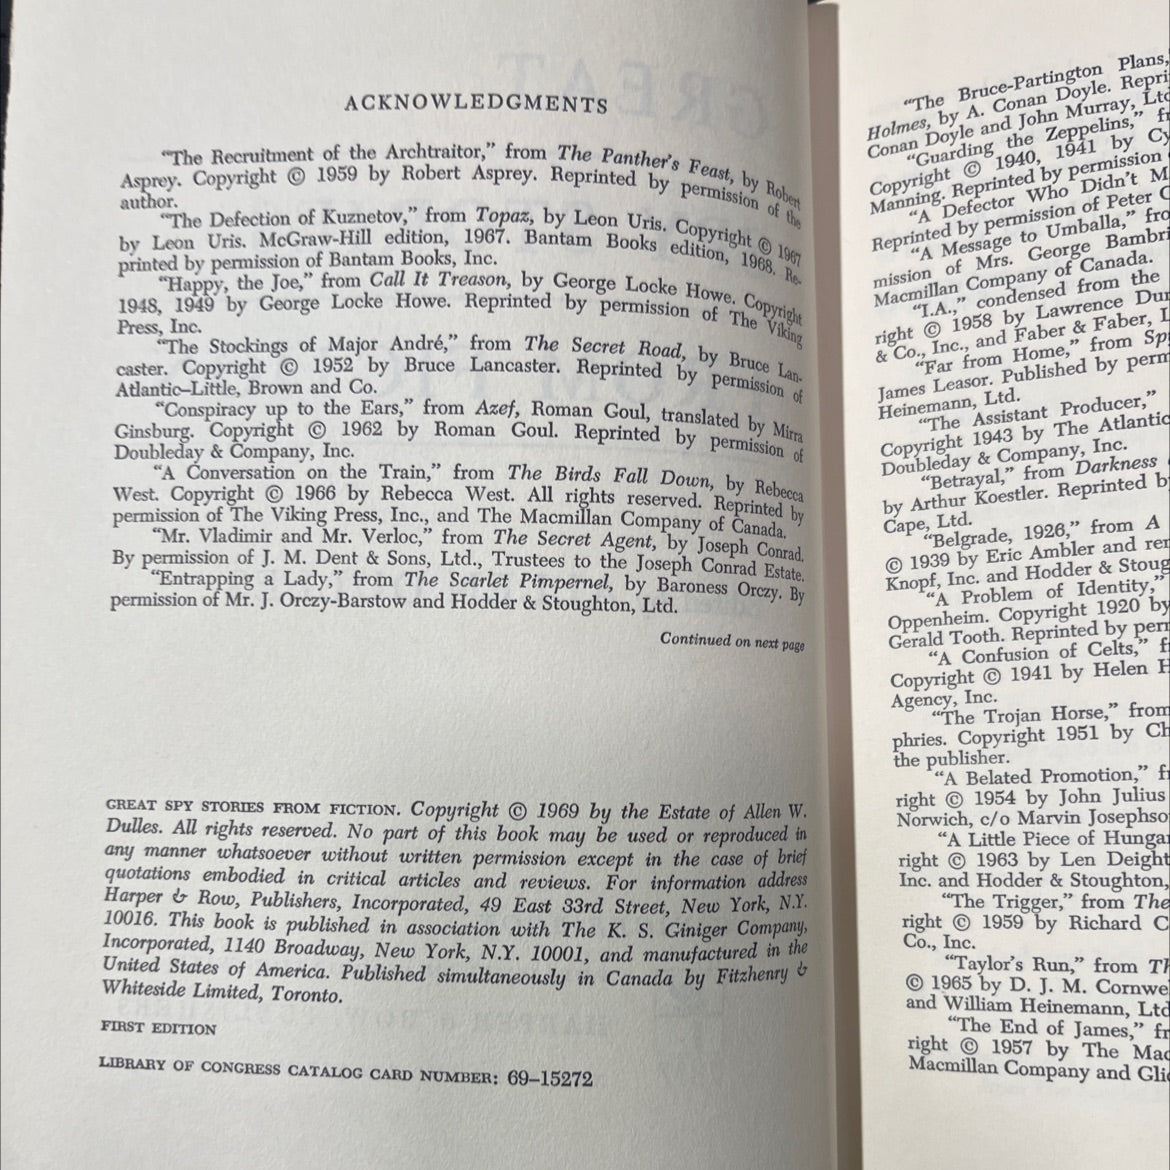 ACKNOWLEDGMENTS
"The Recruitment of the Archtraitor," from The Panther's Feast, by Robert
Asprey. Copyright © 1959 by Robert Asprey. Reprinted by permission of the
author.
"The Defection of Kuznetov," from Topaz, by Leon Uris. Copyright © 1967
by Leon Uris. McGraw-Hill edition, 1967. Bantam Books edition, 1968. Re-
printed by permission of Bantam Books, Inc.
"Happy, the Joe," from Call It Treason, by George Locke Howe. Copyright
1948, 1949 by George Locke Howe. Reprinted by permission of The Viking
Press, Inc.
"The Stockings of Major André," from The Secret Road, by Bruce Lan-
caster. Copyright © 1952 by Bruce Lancaster. Reprinted by permission of
Atlantic–Little, Brown and Co.
"Conspiracy up to the Ears," from Azef, Roman Goul, translated by Mirra
Ginsburg. Copyright © 1962 by Roman Goul. Reprinted by permission of
Doubleday & Company, Inc.
"A Conversation on the Train," from The Birds Fall Down, by Rebecca
West. Copyright © 1966 by Rebecca West. All rights reserved. Reprinted by
permission of The Viking Press, Inc., and The Macmillan Company of Canada.
"Mr. Vladimir and Mr. Verloc," from The Secret Agent, by Joseph Conrad.
By permission of J. M. Dent & Sons, Ltd., Trustees to the Joseph Conrad Estate.
"Entrapping a Lady," from The Scarlet Pimpernel, by Baroness Orczy. By
permission of Mr. J. Orczy-Barstow and Hodder & Stoughton, Ltd.
Continued on next page
GREAT SPY STORIES FROM FICTION. Copyright © 1969 by the Estate of Allen W.
Dulles. All rights reserved. No part of this book may be used or reproduced in
any manner whatsoever without written permission except in the case of brief
quotations embodied in critical articles and reviews. For information address
Harper & Row, Publishers, Incorporated, 49 East 33rd Street, New York, N.Y.
10016. This book is published in association with The K. S. Giniger Company,
Incorporated, 1140 Broadway, New York, N.Y. 10001, and manufactured in the
United States of America. Published simultaneously in Canada by Fitzhenry &
Whiteside Limited, Toronto.
FIRST EDITION
LIBRARY OF CONGRESS CATALOG CARD NUMBER: 69–15272
"The Bruce-Partington Plans,
Holmes, by A. Conan Doyle. Repri
Conan Doyle and John Murray, Ltd
"Guarding the Zeppelins," f
Copyright © 1940, 1941 by Cy
Manning. Reprinted by permission
"A Defector Who Didn't M
Reprinted by permission of Peter
"A Message to Umballa," fro
mission of Mrs. George Bambri
Macmillan Company of Canada.
"I.A.," condensed from the
right © 1958 by Lawrence Dur
& Co., Inc., and Faber & Faber, L
"Far from Home," from Sp
James Leasor. Published by perm
Heinemann, Ltd.
"The Assistant Producer,"
Copyright 1943 by The Atlantic
Doubleday & Company, Inc.
"Betrayal," from Darkness
by Arthur Koestler. Reprinted b
Cape, Ltd.
"Belgrade, 1926," from A
© 1939 by Eric Ambler and ren
Knopf, Inc. and Hodder & Stoug
"A Problem of Identity,"
Oppenheim. Copyright 1920 by
Gerald Tooth. Reprinted by perr
"A Confusion of Celts," f
Copyright © 1941 by Helen H
Agency, Inc.
"The Trojan Horse," from
phries. Copyright 1951 by Ch
the publisher.
"A Belated Promotion," f
right © 1954 by John Julius
Norwich, c/o Marvin Josephso
"A Little Piece of Hungar
right © 1963 by Len Deight
Inc. and Hodder & Stoughton,
"The Trigger," from The
right © 1959 by Richard C
Co., Inc.
"Taylor's Run," from Th
© 1965 by D. J. M. Cornwe
and William Heinemann, Ltd
"The End of James," fr
right © 1957 by The Mac
Macmillan Company and Gli